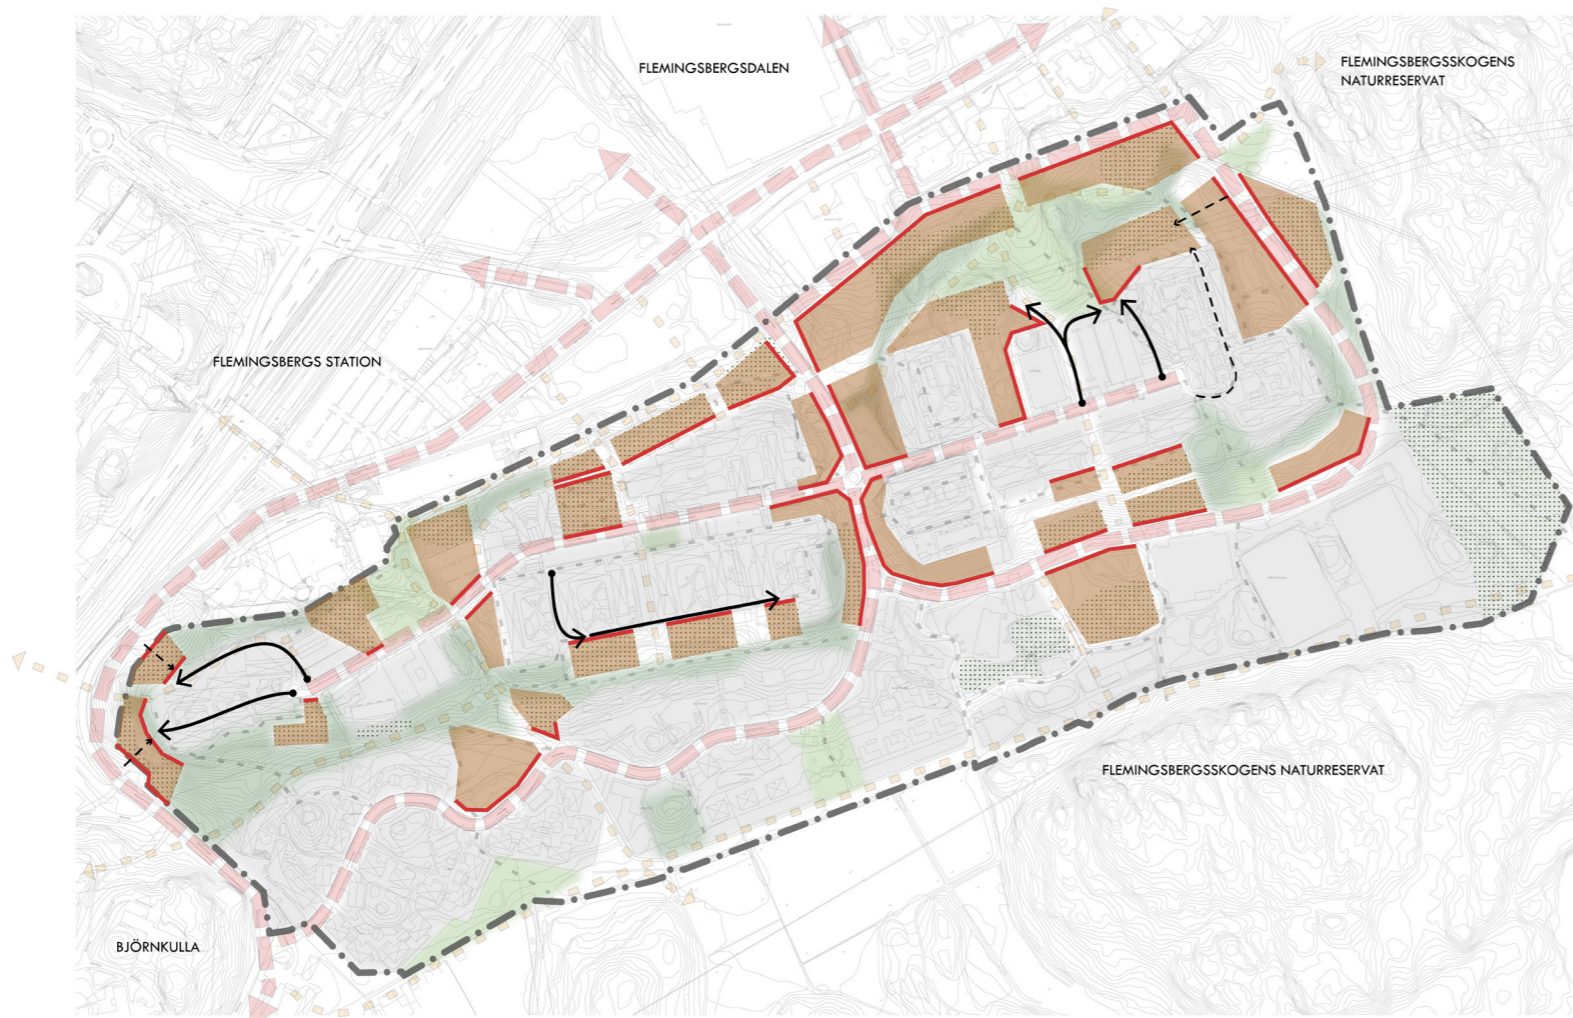 FLEMINGSBERGSDALEN
FLEMINGSBERGSSKOGENS
NATURRESERVAT
FLEMINGSBERGS STATION
FLEMINGSBERGSSKOGENS NATURRESERVAT
BJÖRNKULLA